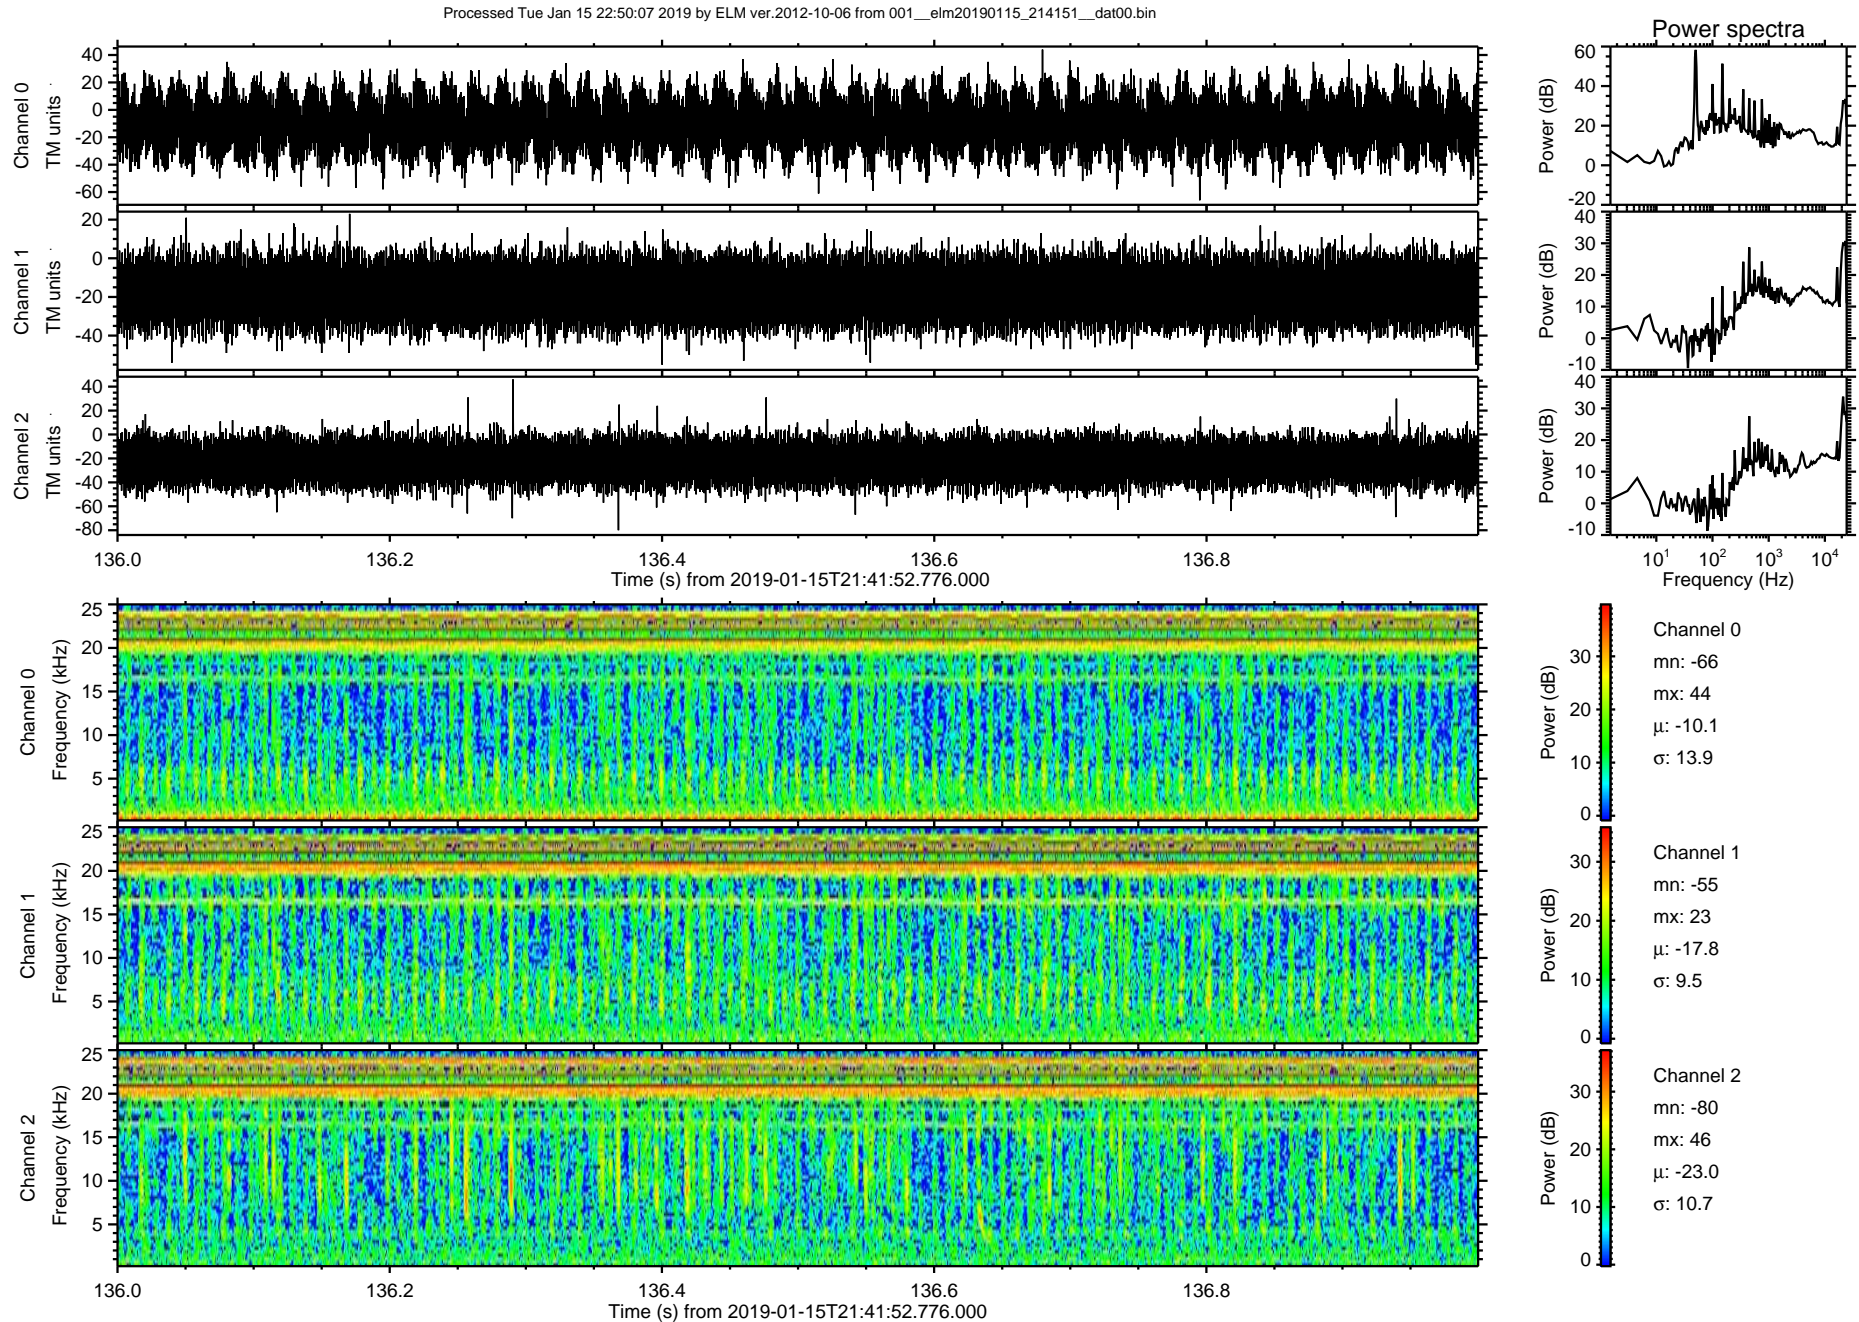 Processed Tue Jan 15 22:50:07 2019 by ELM ver.2012-10-06 from 001__elm20190115_214151__dat00.bin
Power spectra
Channel 0
TM units
40
20
0
-20
-40
-60
Power (dB)
60
40
20
0
-20
Channel 1
TM units
20
0
-20
-40
Power (dB)
40
30
20
10
0
-10
Channel 2
TM units
40
20
0
-20
-40
-60
-80
Power (dB)
40
30
20
10
0
-10
136.0 136.2 136.4 136.6 136.8
Time (s) from 2019-01-15T21:41:52.776.000
10¹ 10² 10³ 10⁴
Frequency (Hz)
Channel 0
Frequency (kHz)
25
20
15
10
5
Power (dB)
30
20
10
0
Channel 0
mn: -66
mx: 44
μ: -10.1
σ: 13.9
Channel 1
Frequency (kHz)
25
20
15
10
5
Power (dB)
30
20
10
0
Channel 1
mn: -55
mx: 23
μ: -17.8
σ: 9.5
Channel 2
Frequency (kHz)
25
20
15
10
5
Power (dB)
30
20
10
0
Channel 2
mn: -80
mx: 46
μ: -23.0
σ: 10.7
136.0 136.2 136.4 136.6 136.8
Time (s) from 2019-01-15T21:41:52.776.000